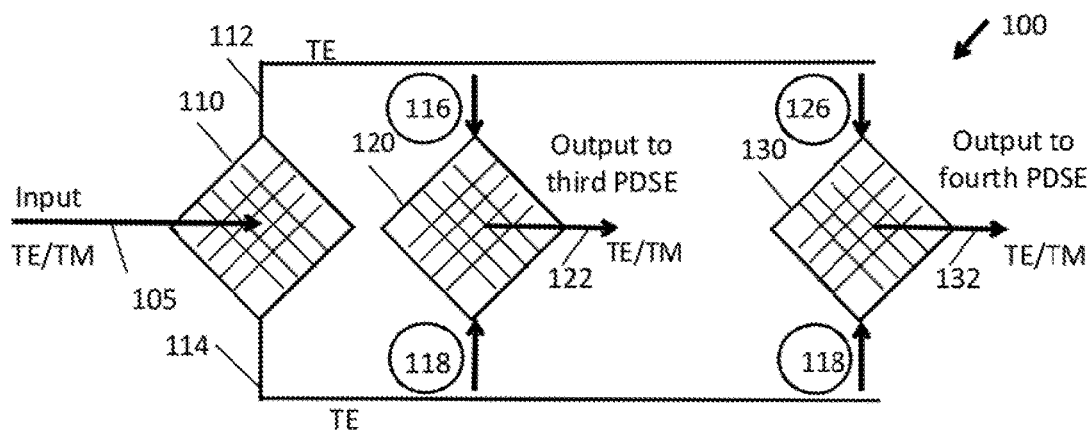 100
112
TE
110
116
126
120
130
Output to
third PDSE
Output to
fourth PDSE
Input
TE/TM
105
TE/TM
122
TE/TM
132
114
118
118
TE